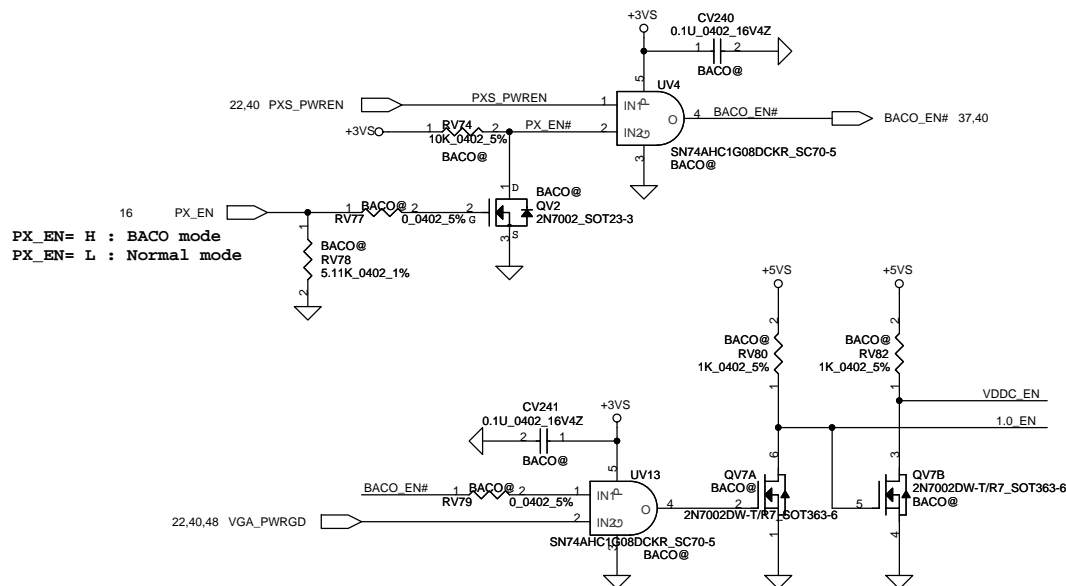 +3VS
CV240
0.1U_0402_16V4Z
1 2
BACO@
5
UV4
22,40 PXS_PWREN
PXS_PWREN
1
IN1
P
BACO_EN#
4
O
BACO_EN# 37,40
+3VS
1
RV74
2
PX_EN#
2
IN2
G
10K_0402_5%
BACO@
3
SN74AHC1G08DCKR_SC70-5
BACO@
1
D
BACO@
QV2
2N7002_SOT23-3
16 PX_EN
1
BACO@
2
RV77
0_0402_5%
2
G
S
3
PX_EN= H : BACO mode
PX_EN= L : Normal mode
1
BACO@
RV78
5.11K_0402_1%
2
+5VS
+5VS
2
BACO@
RV80
1K_0402_5%
1
2
BACO@
RV82
1K_0402_5%
1
VDDC_EN
1.0_EN
CV241
0.1U_0402_16V4Z
2 1
BACO@
+3VS
5
UV13
BACO_EN#
1
BACO@
2
RV79
0_0402_5%
1
IN1
P
4
O
22,40,48 VGA_PWRGD
2
IN2
G
3
SN74AHC1G08DCKR_SC70-5
BACO@
6
QV7A
BACO@
2
2N7002DW-T/R7_SOT363-6
1
3
QV7B
2N7002DW-T/R7_SOT363-6
BACO@
5
4